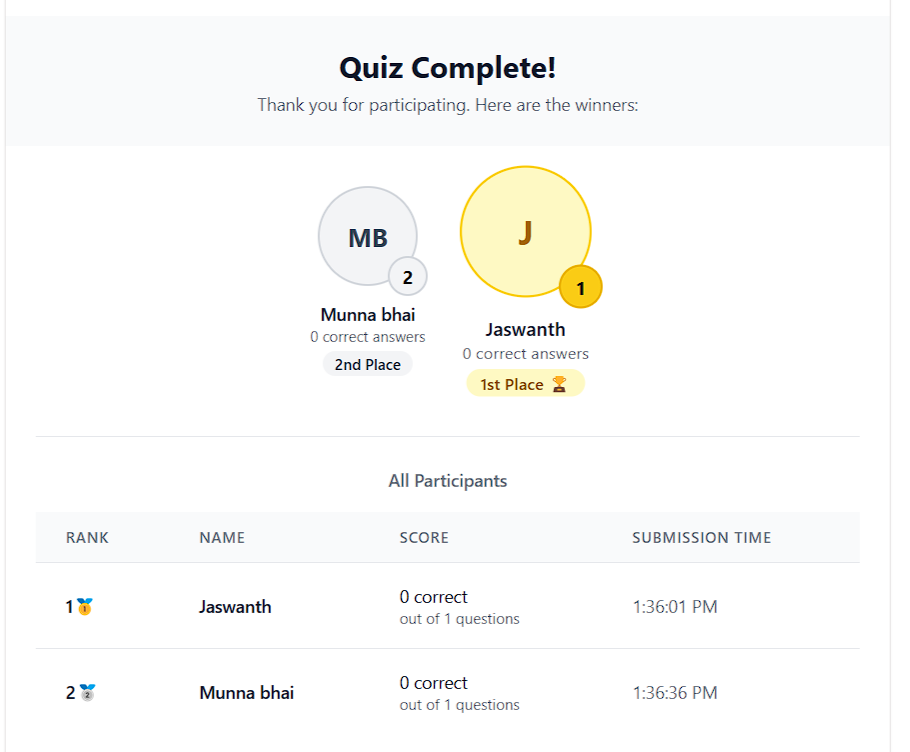 Quiz Complete!
Thank you for participating. Here are the winners:
MB
2
Munna bhai
0 correct answers
2nd Place
J
1
Jaswanth
0 correct answers
1st Place 🏆
All Participants
RANK NAME SCORE SUBMISSION TIME
1🥇 Jaswanth 0 correct 1:36:01 PM
out of 1 questions
2🥈 Munna bhai 0 correct 1:36:36 PM
out of 1 questions